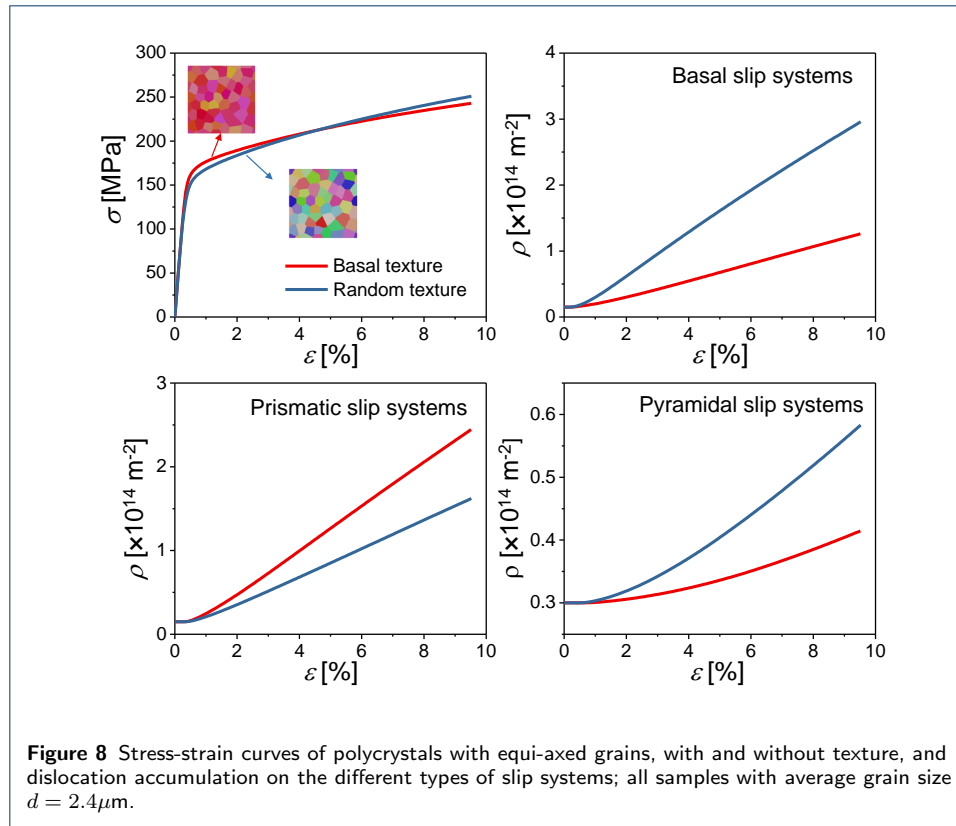 300
250
200
150
100
50
0
0 2 4 6 8 10
σ [MPa]
ε [%]
Basal texture
Random texture
Basal slip systems
4
3
2
1
0
0 2 4 6 8 10
ρ [×10¹⁴ m⁻²]
ε [%]
Prismatic slip systems
3
2
1
0
0 2 4 6 8 10
ρ [×10¹⁴ m⁻²]
ε [%]
Pyramidal slip systems
0.6
0.5
0.4
0.3
0 2 4 6 8 10
ρ [×10¹⁴ m⁻²]
ε [%]
Figure 8 Stress-strain curves of polycrystals with equi-axed grains, with and without texture, and
dislocation accumulation on the different types of slip systems; all samples with average grain size
d = 2.4μm.